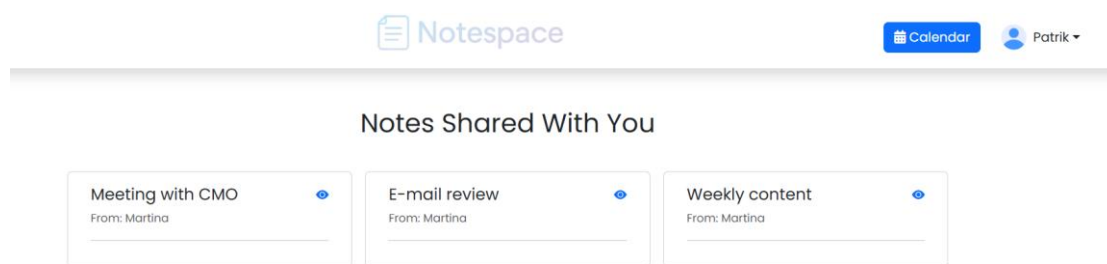 Notespace
Calendar
Patrik
Notes Shared With You
Meeting with CMO
From: Martina
E-mail review
From: Martina
Weekly content
From: Martina